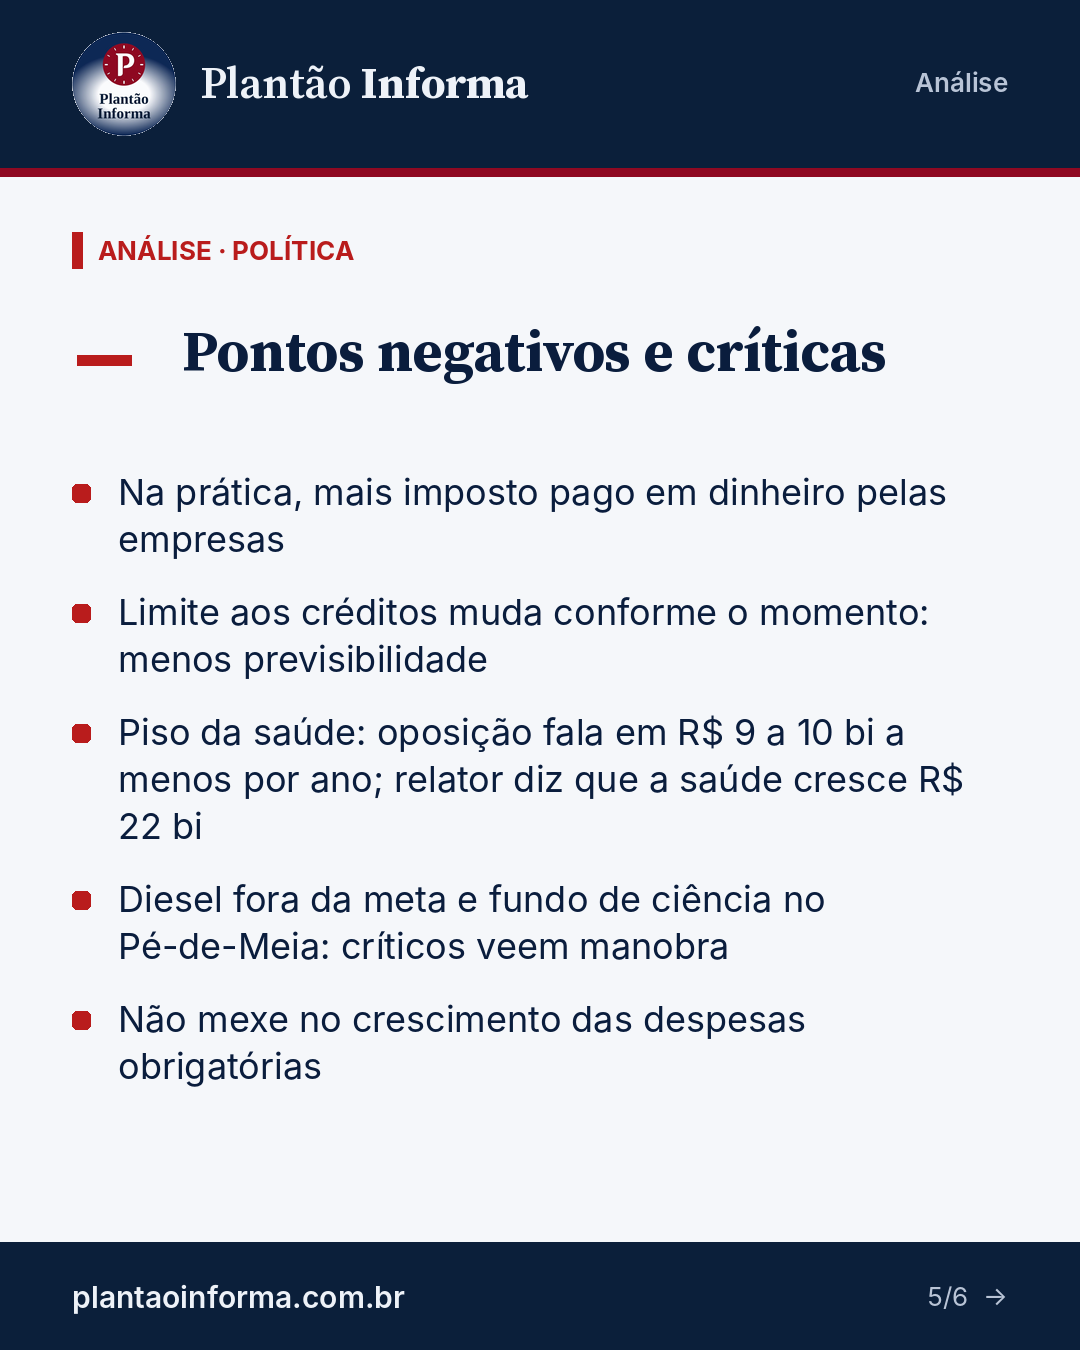 P
Plantão
Informa
Plantão Informa
Análise
ANÁLISE · POLÍTICA
Pontos negativos e críticas
Na prática, mais imposto pago em dinheiro pelas
empresas
Limite aos créditos muda conforme o momento:
menos previsibilidade
Piso da saúde: oposição fala em R$ 9 a 10 bi a
menos por ano; relator diz que a saúde cresce R$
22 bi
Diesel fora da meta e fundo de ciência no
Pé-de-Meia: críticos veem manobra
Não mexe no crescimento das despesas
obrigatórias
plantaoinforma.com.br
5/6 →